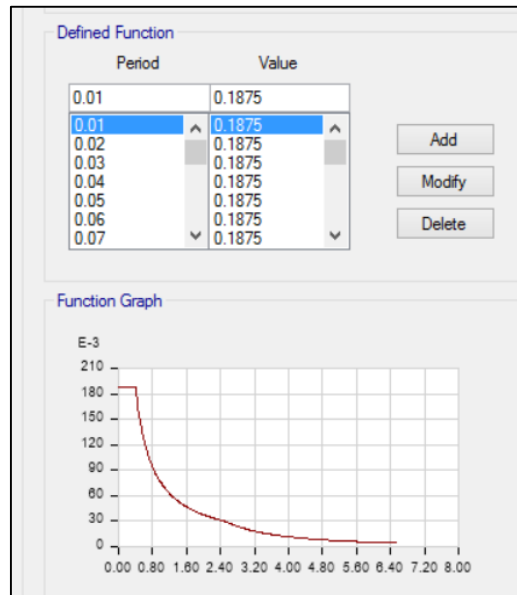 Defined Function
Period Value
0.01 0.1875
0.01 0.1875
0.02 0.1875
0.03 0.1875
0.04 0.1875
0.05 0.1875
0.06 0.1875
0.07 0.1875
Add
Modify
Delete
Function Graph
E-3
210
180
150
120
90
60
30
0
0.00 0.80 1.60 2.40 3.20 4.00 4.80 5.60 6.40 7.20 8.00